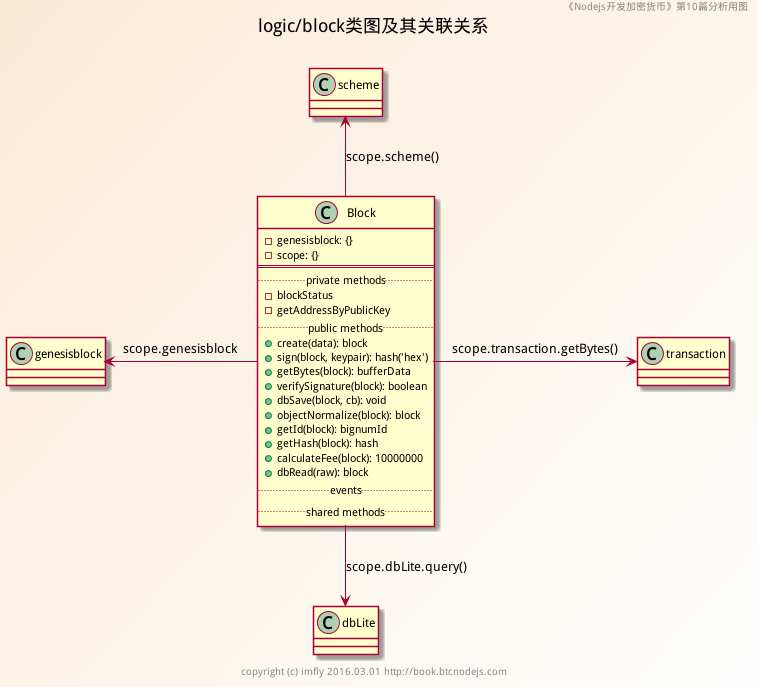 《Nodejs开发加密货币》第10篇分析用图
logic/block类图及其关联关系
C scheme
scope.scheme()
C Block
genesisblock: {}
scope: {}
private methods
blockStatus
getAddressByPublicKey
public methods
create(data): block
sign(block, keypair): hash('hex')
getBytes(block): bufferData
verifySignature(block): boolean
dbSave(block, cb): void
objectNormalize(block): block
getId(block): bignumId
getHash(block): hash
calculateFee(block): 10000000
dbRead(raw): block
events
shared methods
scope.genesisblock
C genesisblock
scope.transaction.getBytes()
C transaction
scope.dbLite.query()
C dbLite
copyright (c) imfly 2016.03.01 http://book.btcnodejs.com